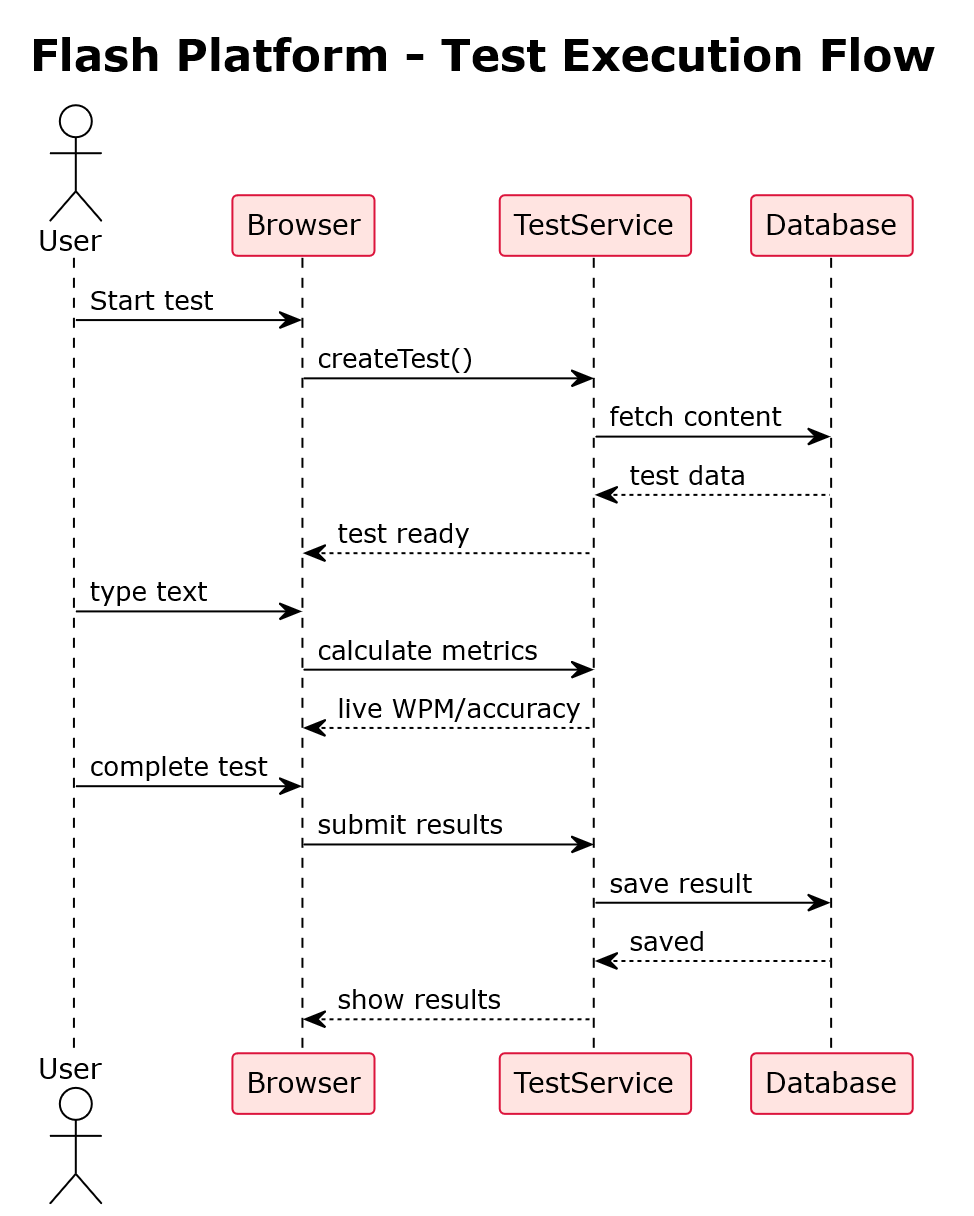 Flash Platform - Test Execution Flow
User
Browser
TestService
Database
Start test
createTest()
fetch content
test data
test ready
type text
calculate metrics
live WPM/accuracy
complete test
submit results
save result
saved
show results
User
Browser
TestService
Database